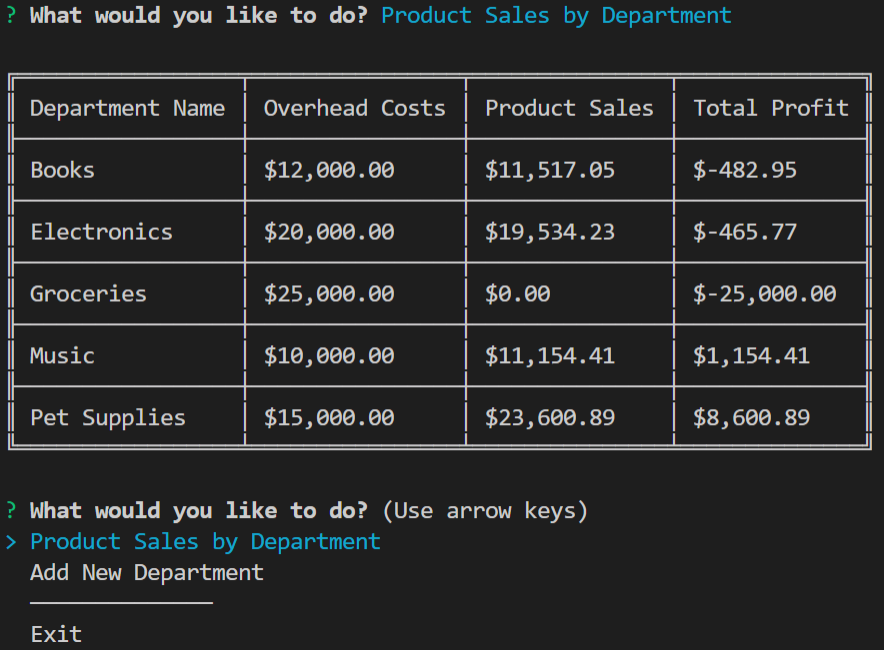 ? What would you like to do? Product Sales by Department
Department Name Overhead Costs Product Sales Total Profit
Books $12,000.00 $11,517.05 $-482.95
Electronics $20,000.00 $19,534.23 $-465.77
Groceries $25,000.00 $0.00 $-25,000.00
Music $10,000.00 $11,154.41 $1,154.41
Pet Supplies $15,000.00 $23,600.89 $8,600.89
? What would you like to do? (Use arrow keys)
> Product Sales by Department
Add New Department
Exit